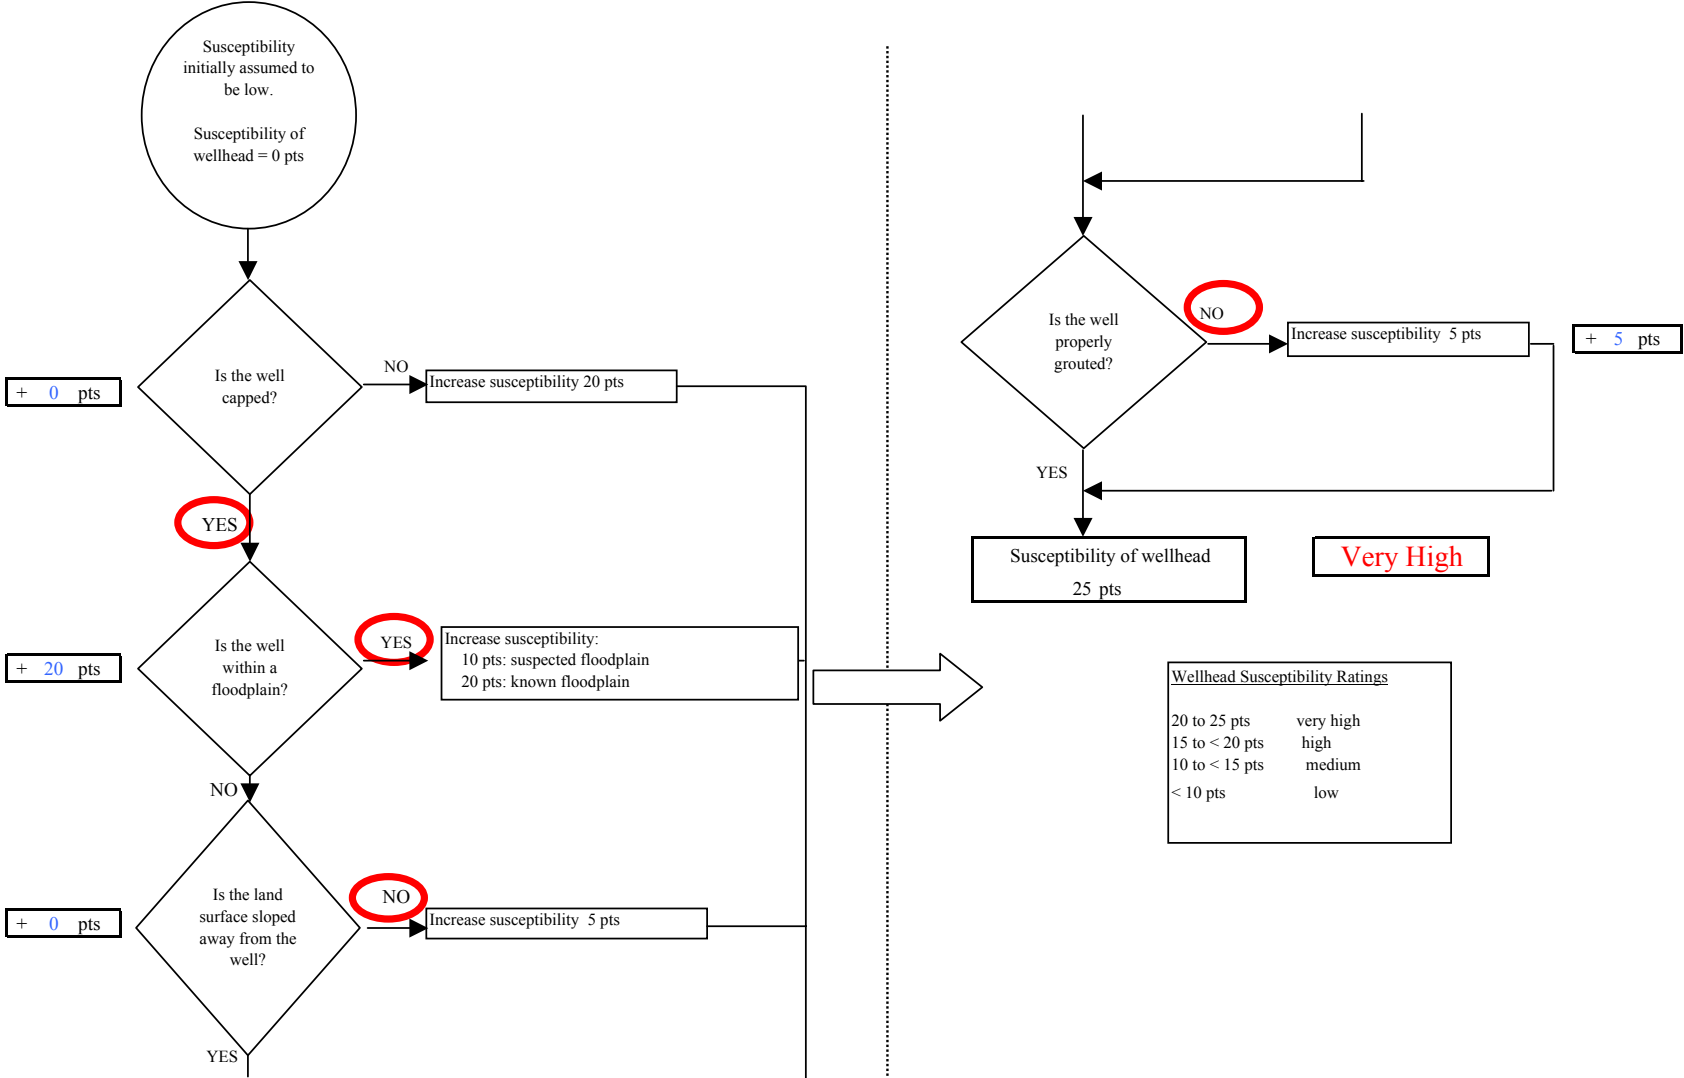 Susceptibility
initially assumed to
be low.
Susceptibility of
wellhead = 0 pts
Is the well
capped?
NO
Increase susceptibility 20 pts
+ 0 pts
YES
Is the well
within a
floodplain?
YES
Increase susceptibility:
10 pts: suspected floodplain
20 pts: known floodplain
+ 20 pts
NO
Is the land
surface sloped
away from the
well?
NO
Increase susceptibility 5 pts
+ 0 pts
YES
Is the well
properly
grouted?
NO
Increase susceptibility 5 pts
+ 5 pts
YES
Susceptibility of wellhead
25 pts
Very High
Wellhead Susceptibility Ratings
20 to 25 pts very high
15 to < 20 pts high
10 to < 15 pts medium
< 10 pts low